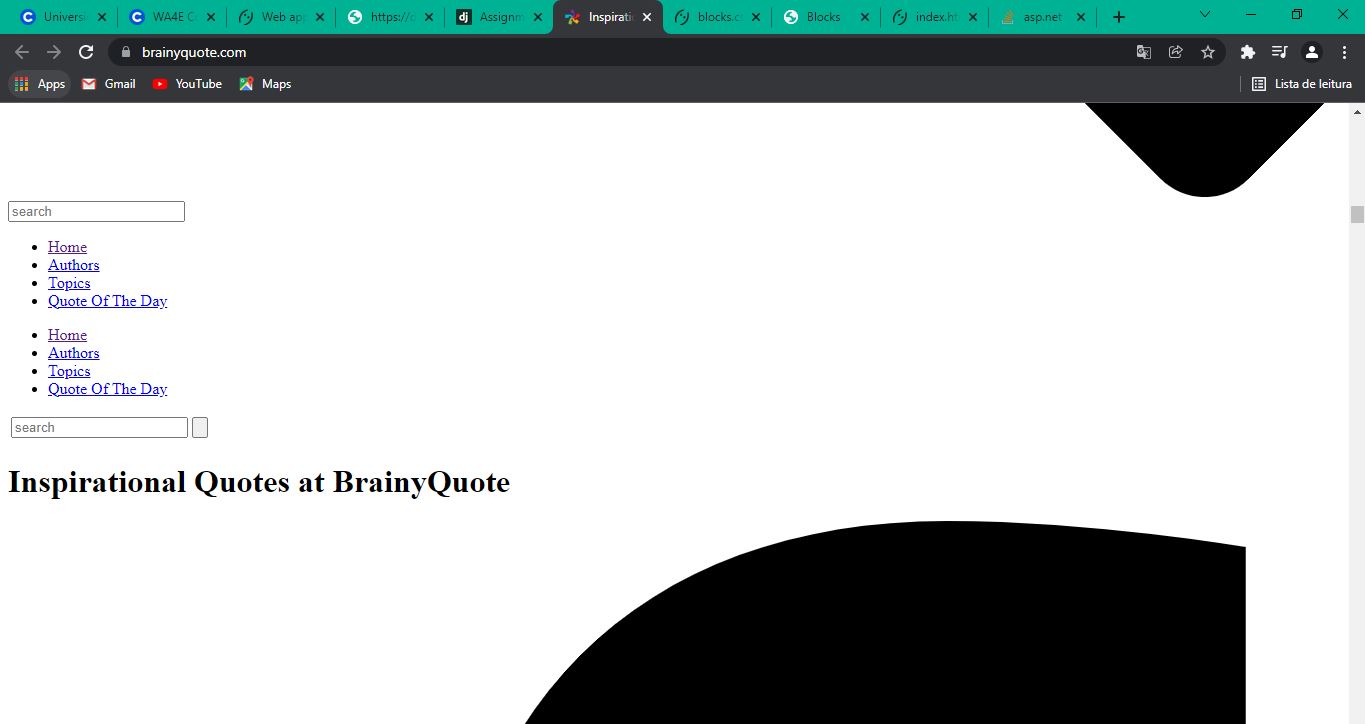 Universi WA4E C Web app https:// Assignm Inspirati blocks.c Blocks index.ht asp.net
brainyquote.com
Apps Gmail YouTube Maps Lista de leitura
search
Home
Authors
Topics
Quote Of The Day
Home
Authors
Topics
Quote Of The Day
search
Inspirational Quotes at BrainyQuote